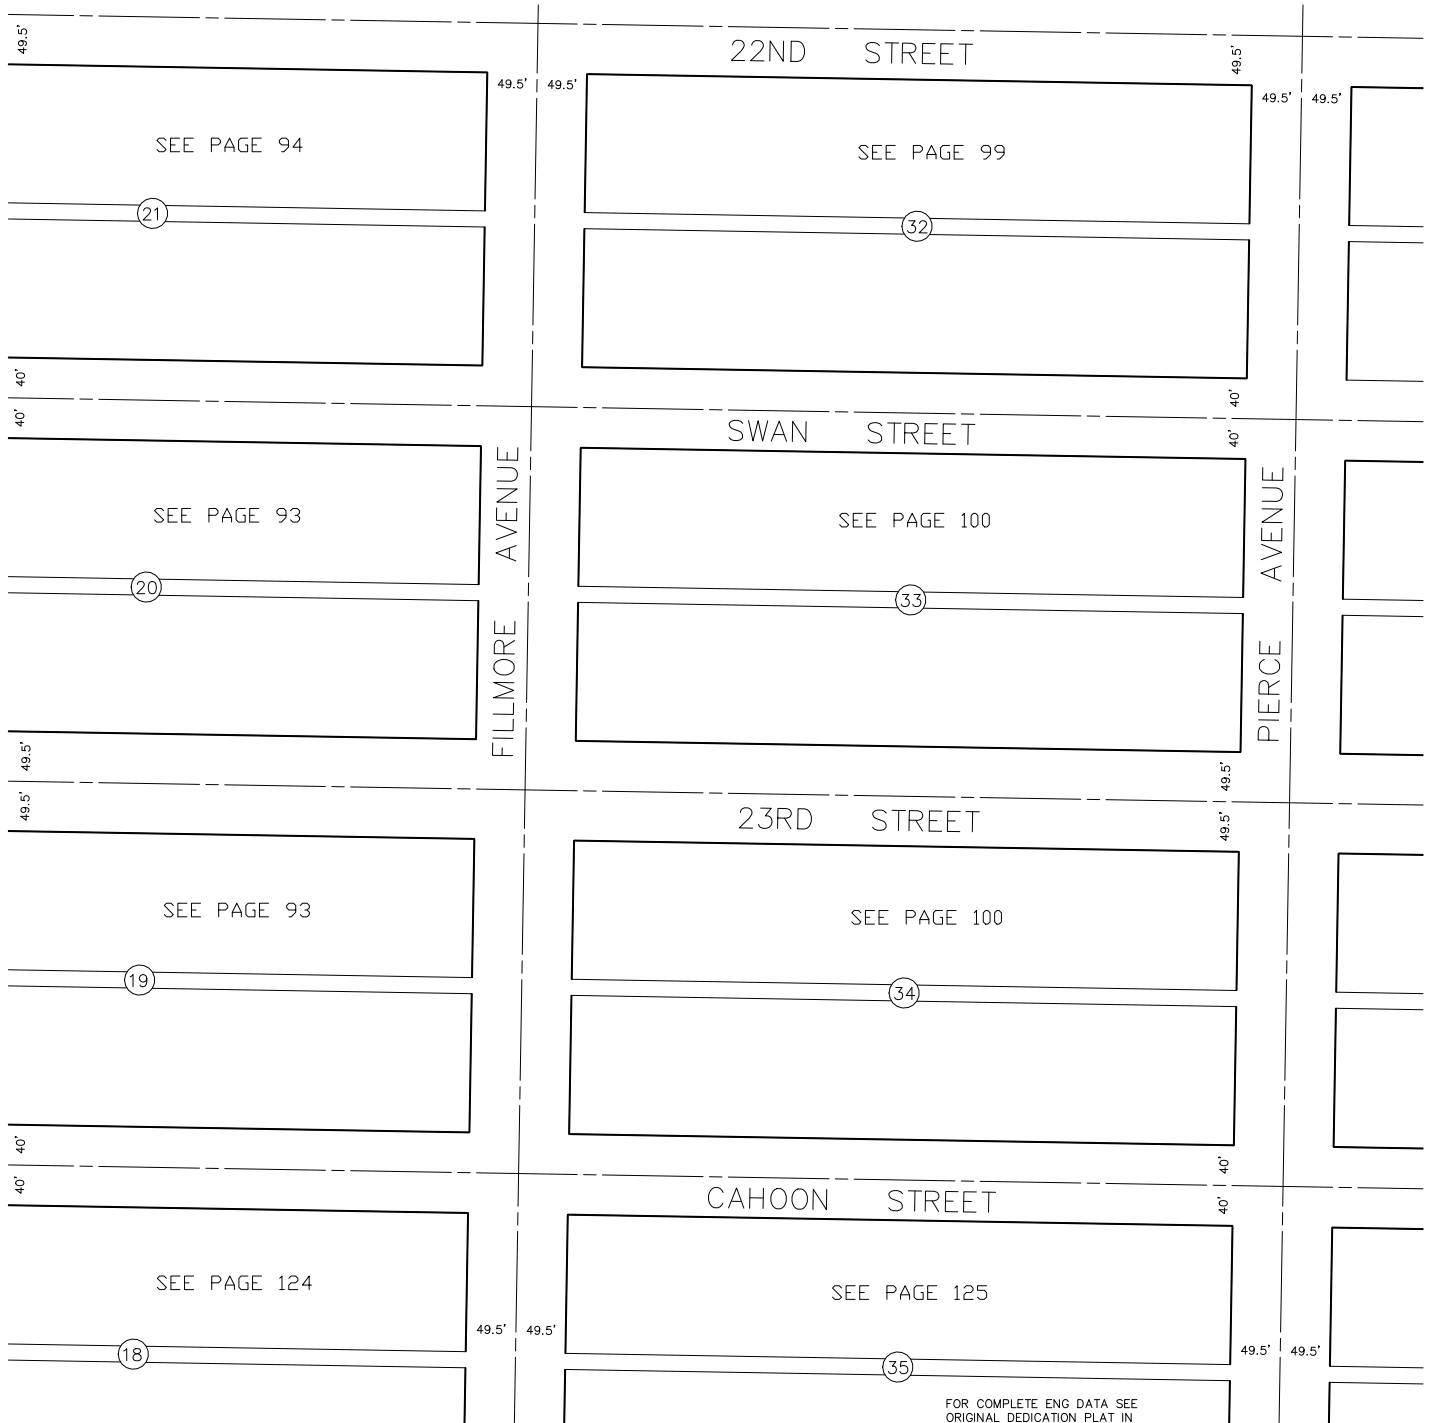 49.5'
22ND STREET
49.5'
49.5' 49.5'
49.5' 49.5'
SEE PAGE 94
SEE PAGE 99
21
32
40'
40'
40'
40'
SWAN STREET
FILLMORE AVENUE
PIERCE AVENUE
SEE PAGE 93
SEE PAGE 100
20
33
49.5'
49.5'
49.5'
49.5'
23RD STREET
SEE PAGE 93
SEE PAGE 100
19
34
40'
40'
40'
40'
CAHOON STREET
SEE PAGE 124
SEE PAGE 125
49.5' 49.5'
49.5' 49.5'
18
35
FOR COMPLETE ENG DATA SEE
ORIGINAL DEDICATION PLAT IN